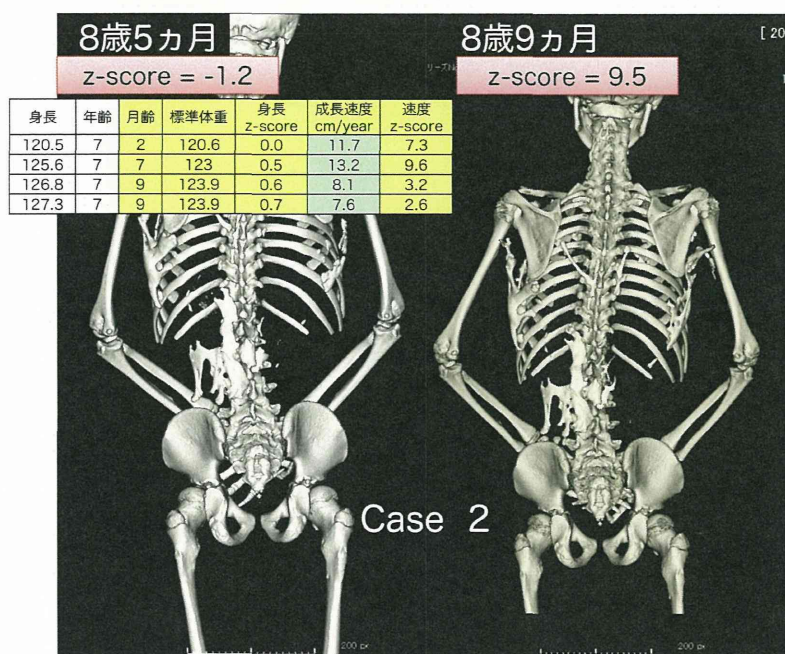 8歳5ヵ月
z-score = -1.2
8歳9ヵ月
z-score = 9.5
[ 20
身長 年齢 月齢 標準体重 身長 z-score 成長速度 cm/year 速度 z-score
120.5 7 2 120.6 0.0 11.7 7.3
125.6 7 7 123 0.5 13.2 9.6
126.8 7 9 123.9 0.6 8.1 3.2
127.3 7 9 123.9 0.7 7.6 2.6
Case 2
200 px
200 px